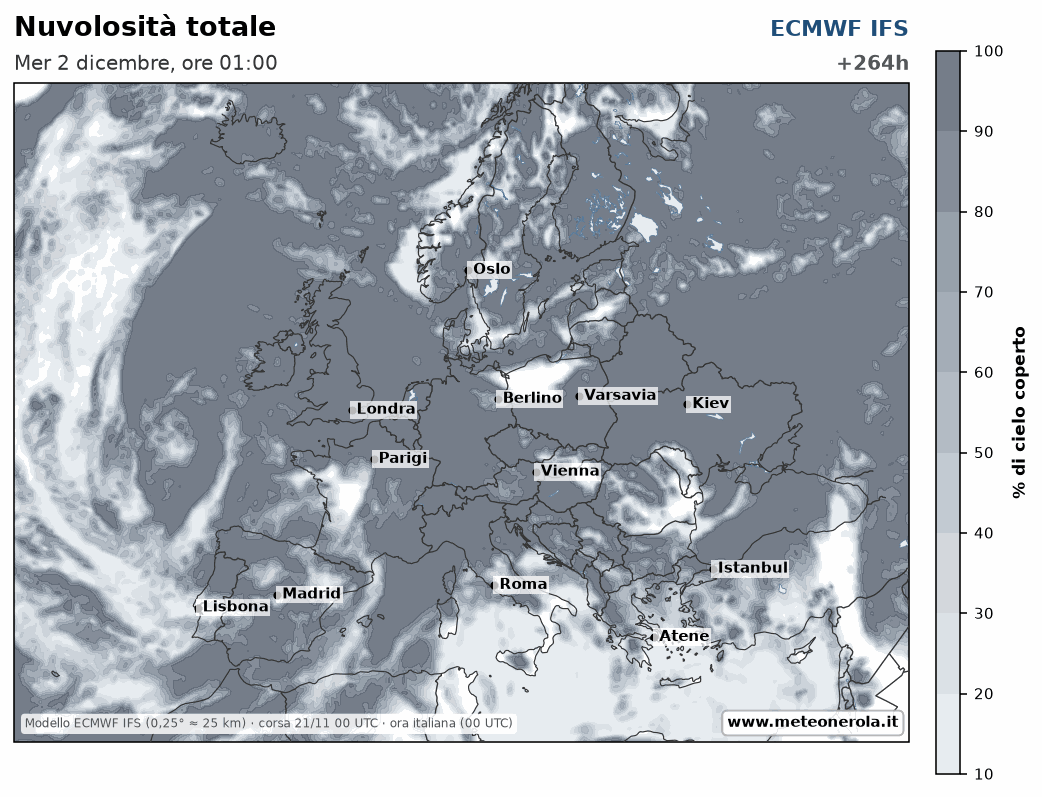 Nuvolosità totale
ECMWF IFS
Mer 2 dicembre, ore 01:00
+264h
Oslo
Londra
Berlino
Varsavia
Kiev
Parigi
Vienna
Istanbul
Roma
Madrid
Lisbona
Atene
Modello ECMWF IFS (0,25° ≈ 25 km) · corsa 21/11 00 UTC · ora italiana (00 UTC)
www.meteonerola.it
100
90
80
70
60
50
40
30
20
10
% di cielo coperto